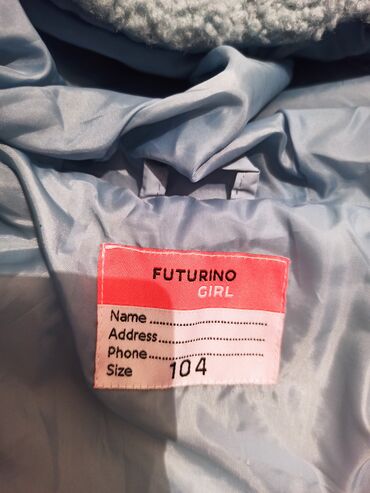 FUTURINO
GIRL
Name....................................
Address...............................
Phone..................................
Size 104